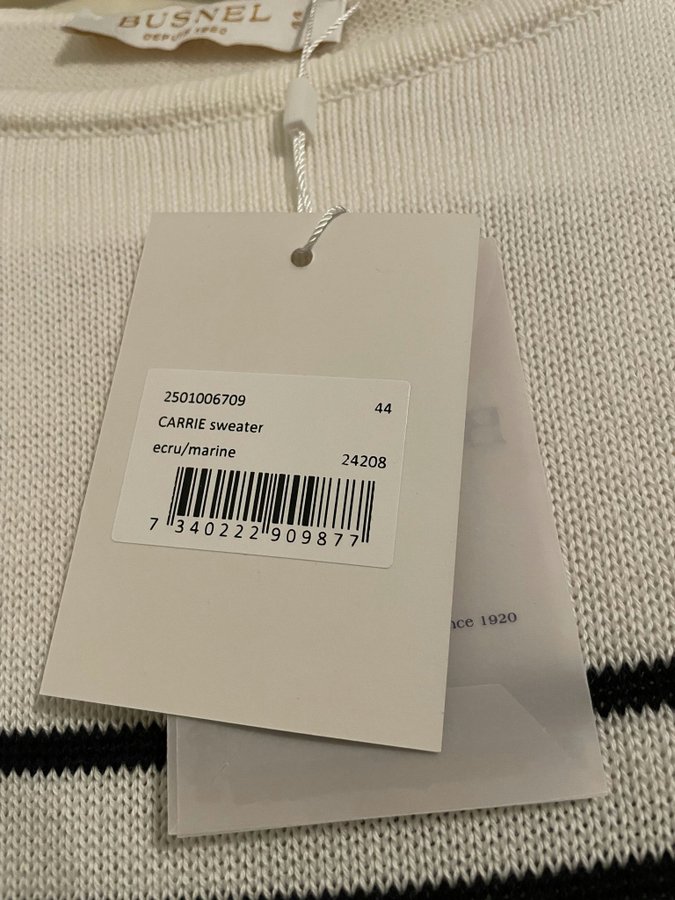 BUSNEL
DEPUIS 1920
2501006709 44
CARRIE sweater
ecru/marine 24208
7 340222 909877
nce 1920